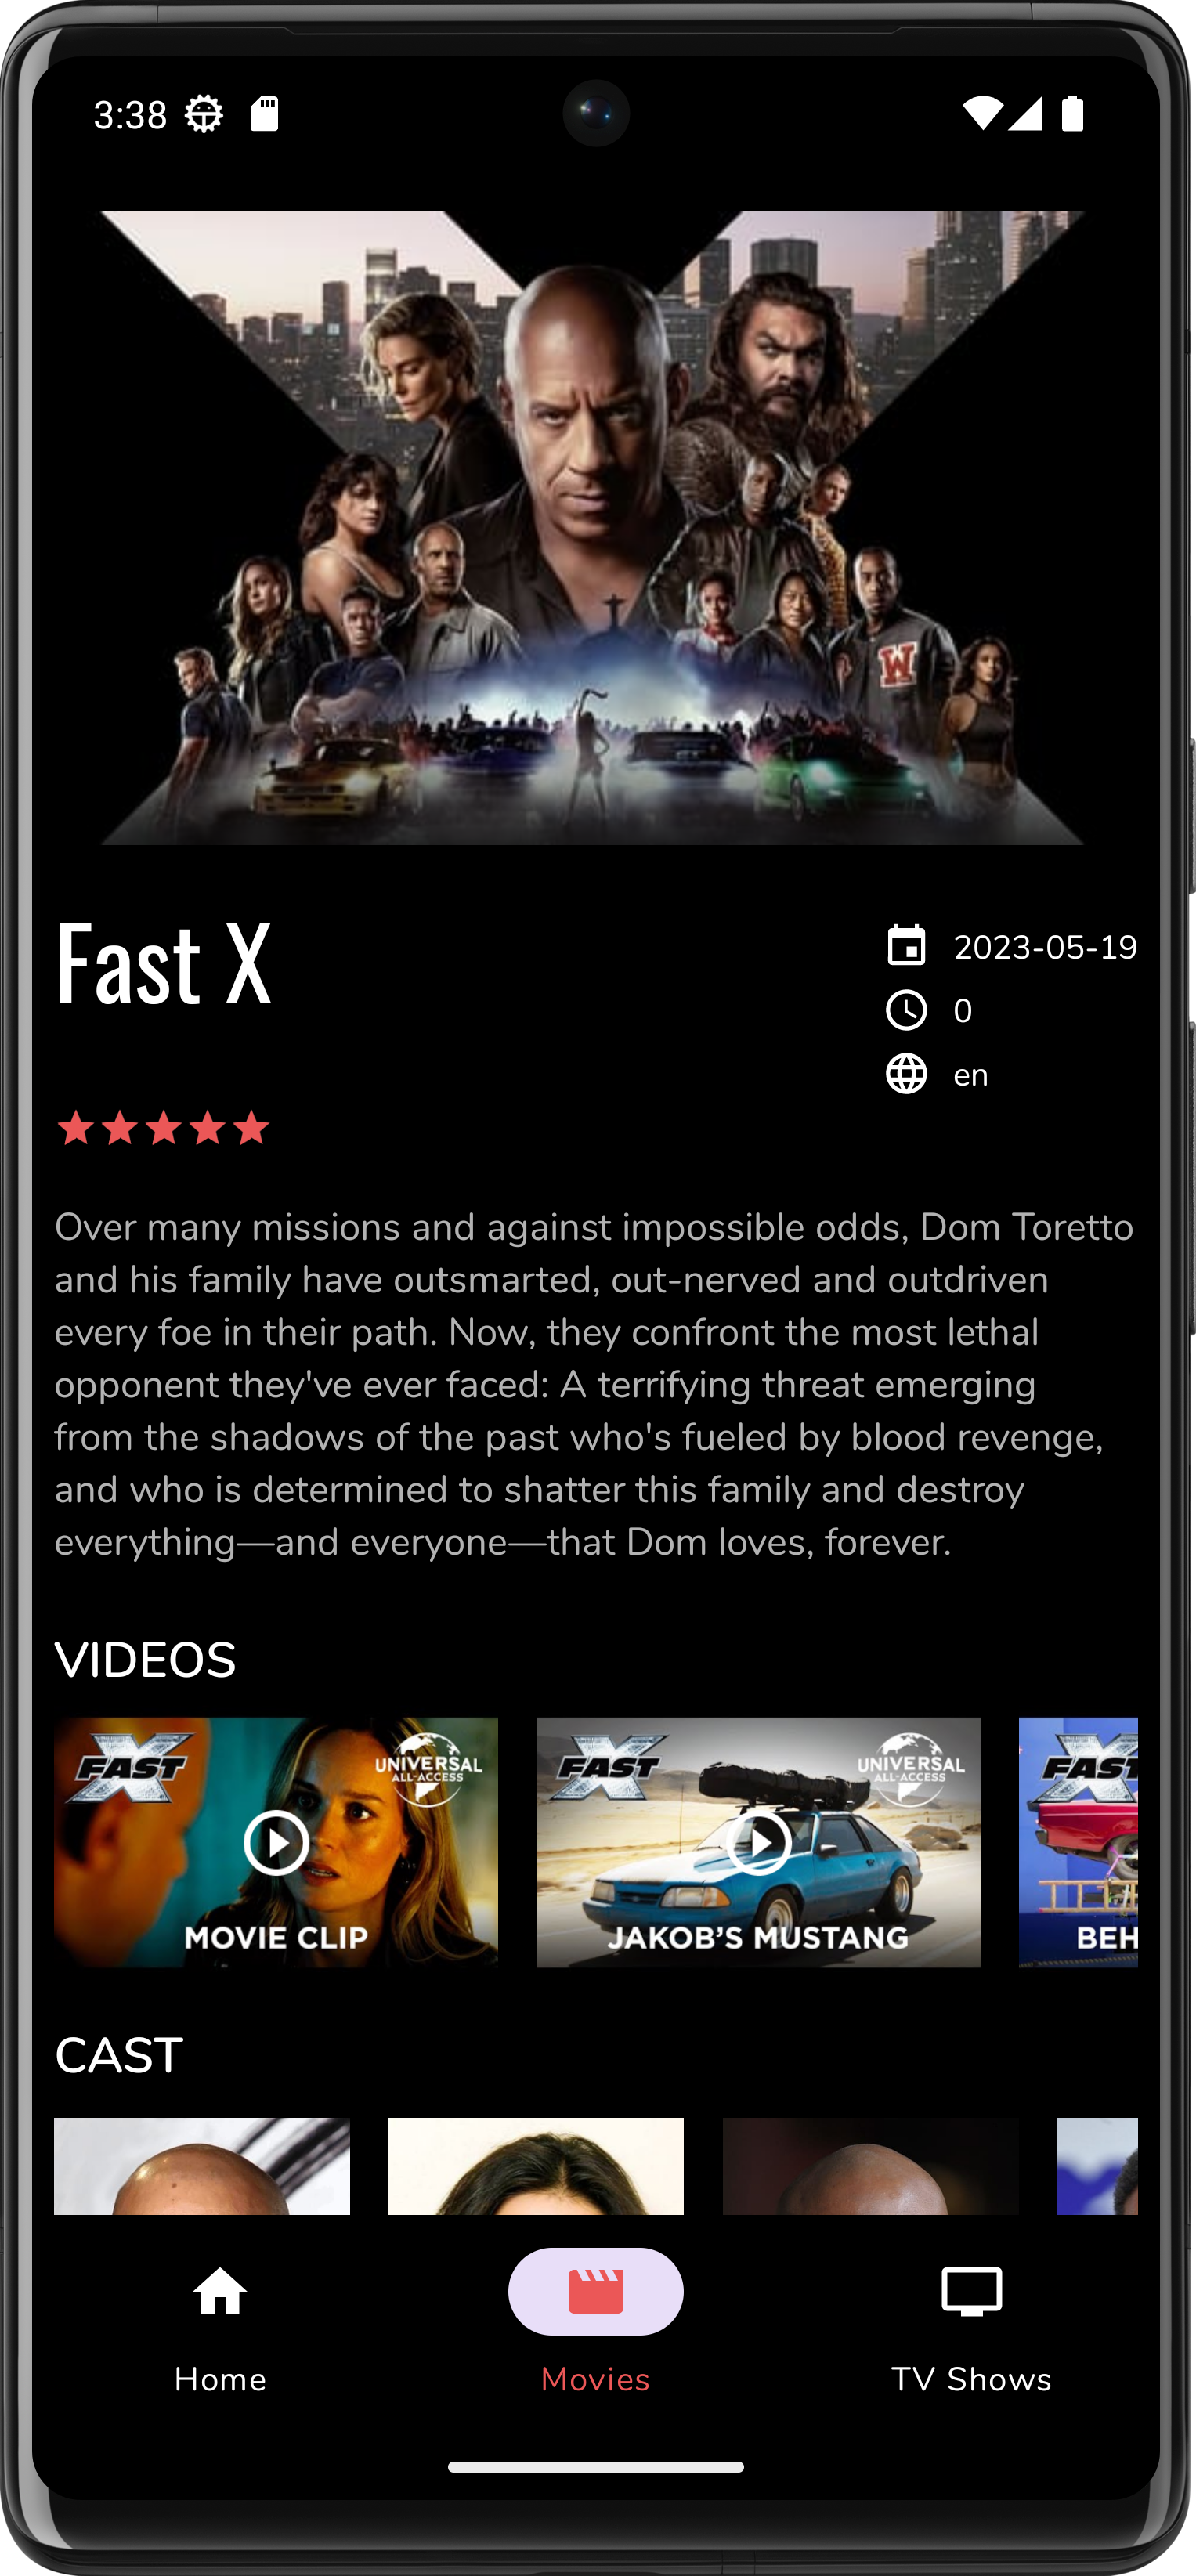 3:38
Fast X
2023-05-19
0
en
Over many missions and against impossible odds, Dom Toretto
and his family have outsmarted, out-nerved and outdriven
every foe in their path. Now, they confront the most lethal
opponent they've ever faced: A terrifying threat emerging
from the shadows of the past who's fueled by blood revenge,
and who is determined to shatter this family and destroy
everything—and everyone—that Dom loves, forever.
VIDEOS
FAST X
UNIVERSAL
ALL-ACCESS
MOVIE CLIP
FAST X
UNIVERSAL
ALL-ACCESS
JAKOB'S MUSTANG
FAST X
BEH
CAST
Home
Movies
TV Shows
W